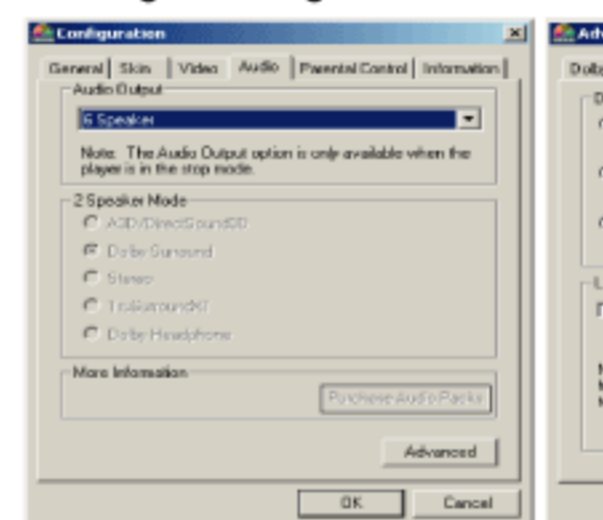 Configuration
General Skin Video Audio Parental Control Information
Audio Output
6 Speaker
Note: The Audio Output option is only available when the
player is in the stop mode.
2 Speaker Mode
A3D/DirectSound3D
Dolby Surround
Stereo
TruSurroundXT
Dolby Headphone
More Information
Purchase Audio Packs
Advanced
OK Cancel